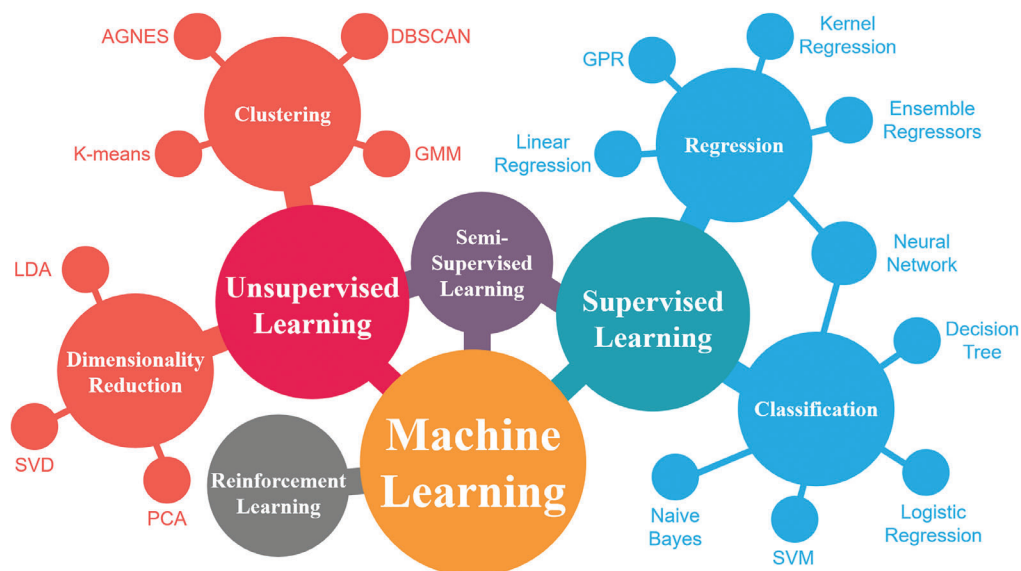 AGNES
DBSCAN
Clustering
K-means
GMM
Kernel
Regression
GPR
Ensemble
Regressors
Linear
Regression
Regression
Semi-
Supervised
Learning
Neural
Network
LDA
Unsupervised
Learning
Supervised
Learning
Decision
Tree
Dimensionality
Reduction
Classification
SVD
PCA
Reinforcement
Learning
Machine
Learning
Naive
Bayes
SVM
Logistic
Regression